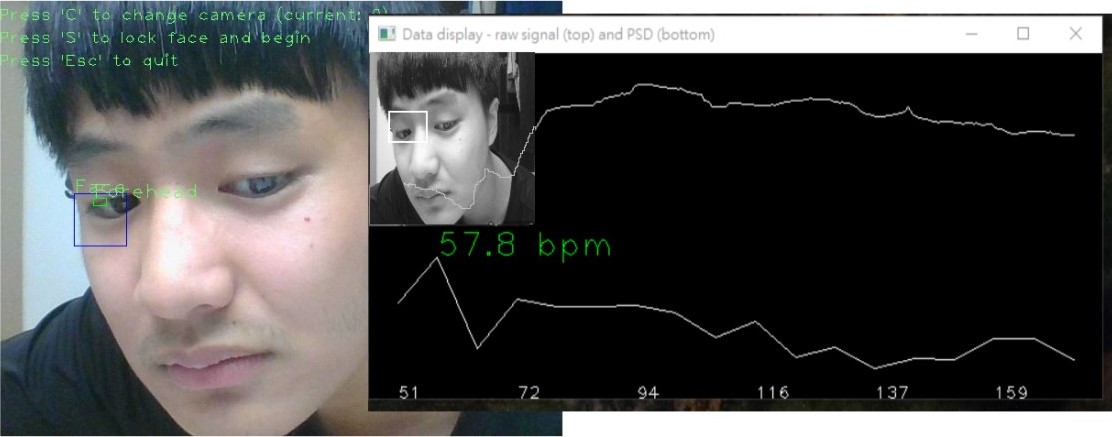 Press 'C' to change camera (current: 0)
Press 'S' to lock face and begin
Press 'Esc' to quit
Face
Forehead
Data display - raw signal (top) and PSD (bottom)
57.8 bpm
51 72 94 116 137 159